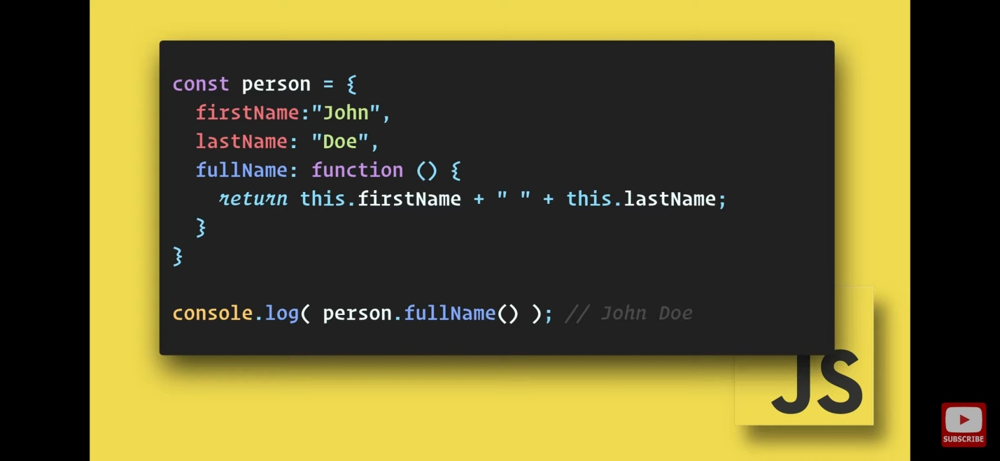 const person = {
  firstName:"John",
  lastName: "Doe",
  fullName: function () {
    return this.firstName + " " + this.lastName;
  }
}
console.log( person.fullName() ); // John Doe
JS
SUBSCRIBE